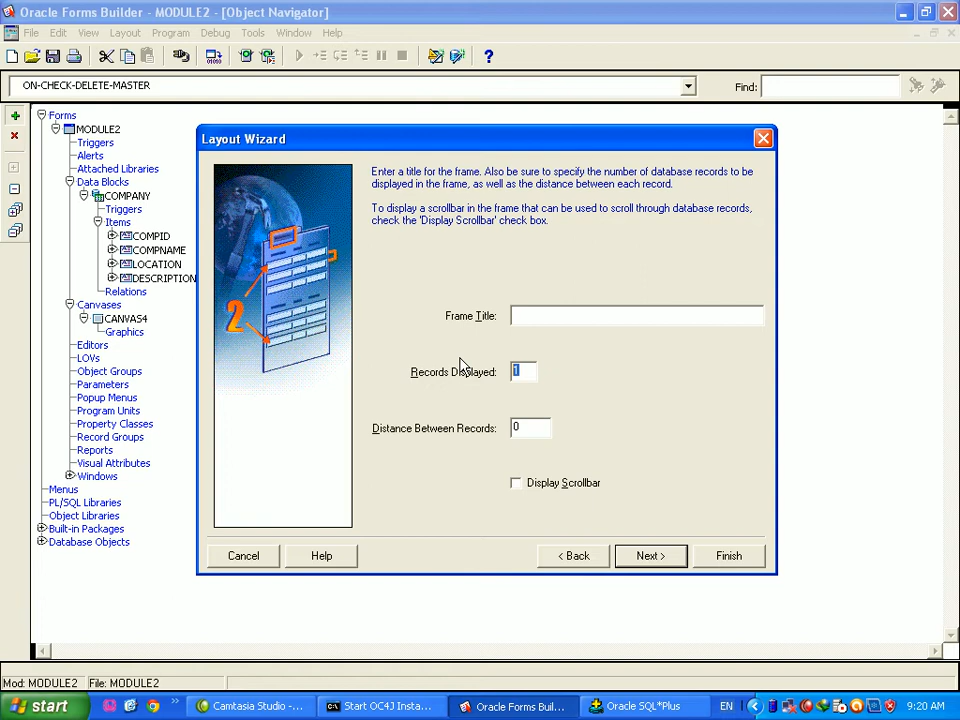 Oracle Forms Builder - MODULE2 - [Object Navigator]
File Edit View Layout Program Debug Tools Window Help
ON-CHECK-DELETE-MASTER
Find:
Forms
MODULE2
Triggers
Alerts
Attached Libraries
Data Blocks
COMPANY
Triggers
Items
COMPID
COMPNAME
LOCATION
DESCRIPTION
Relations
Canvases
CANVAS4
Graphics
Editors
LOVs
Object Groups
Parameters
Popup Menus
Program Units
Property Classes
Record Groups
Reports
Visual Attributes
Windows
Menus
PL/SQL Libraries
Object Libraries
Built-in Packages
Database Objects
Layout Wizard
Enter a title for the frame. Also be sure to specify the number of database records to be
displayed in the frame, as well as the distance between each record.
To display a scrollbar in the frame that can be used to scroll through database records,
check the 'Display Scrollbar' check box.
2
Frame Title:
Records Displayed: 1
Distance Between Records: 0
Display Scrollbar
Cancel Help < Back Next > Finish
Mod: MODULE2 File: MODULE2
start Camtasia Studio -... Start OC4J Insta... Oracle Forms Buil... Oracle SQL*Plus EN 9:20 AM